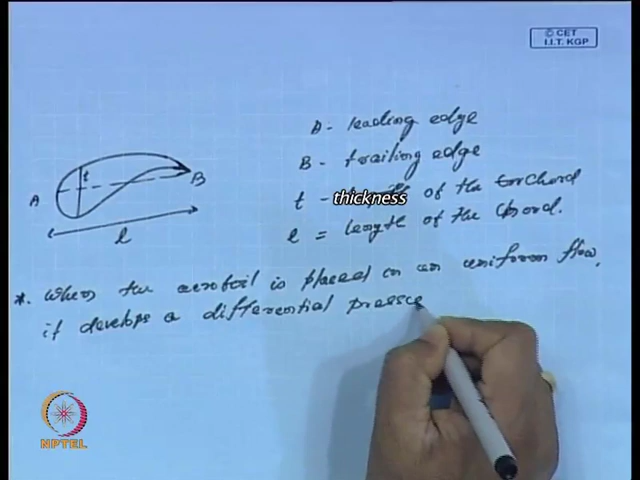 © CET
I.I.T. KGP
A - leading edge
B - trailing edge
t - thickness of the chord
l = length of the chord.
A
t
B
l
*. When the aerofoil is placed in an uniform flow,
it develops a differential pressure
NPTEL